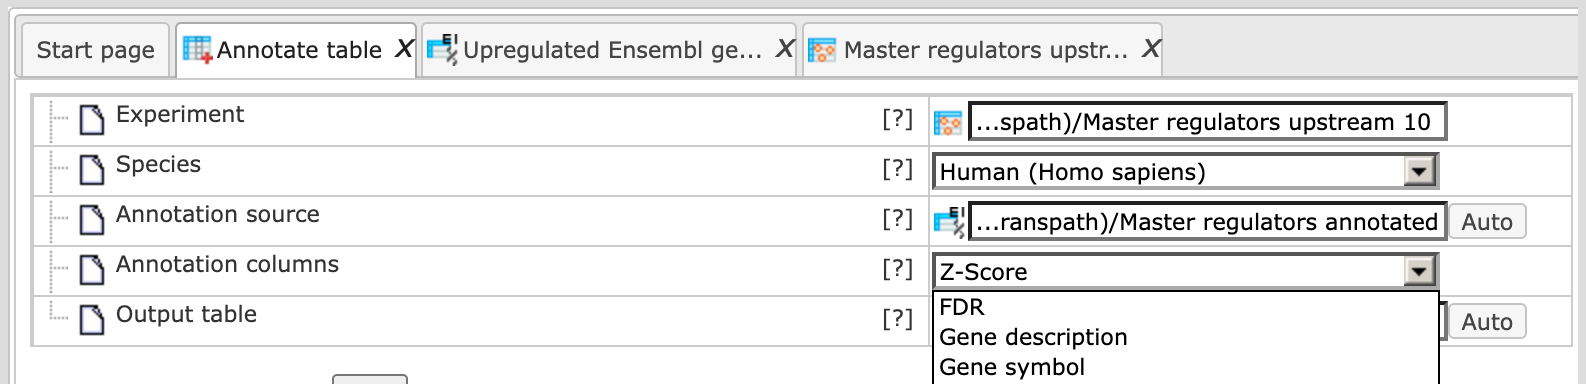 Start page
Annotate table X
Upregulated Ensembl ge... X
Master regulators upstr... X
Experiment [?] ...spath)/Master regulators upstream 10
Species [?] Human (Homo sapiens)
Annotation source [?] ...ranspath)/Master regulators annotated Auto
Annotation columns [?] Z-Score
Output table [?] Auto
FDR
Gene description
Gene symbol